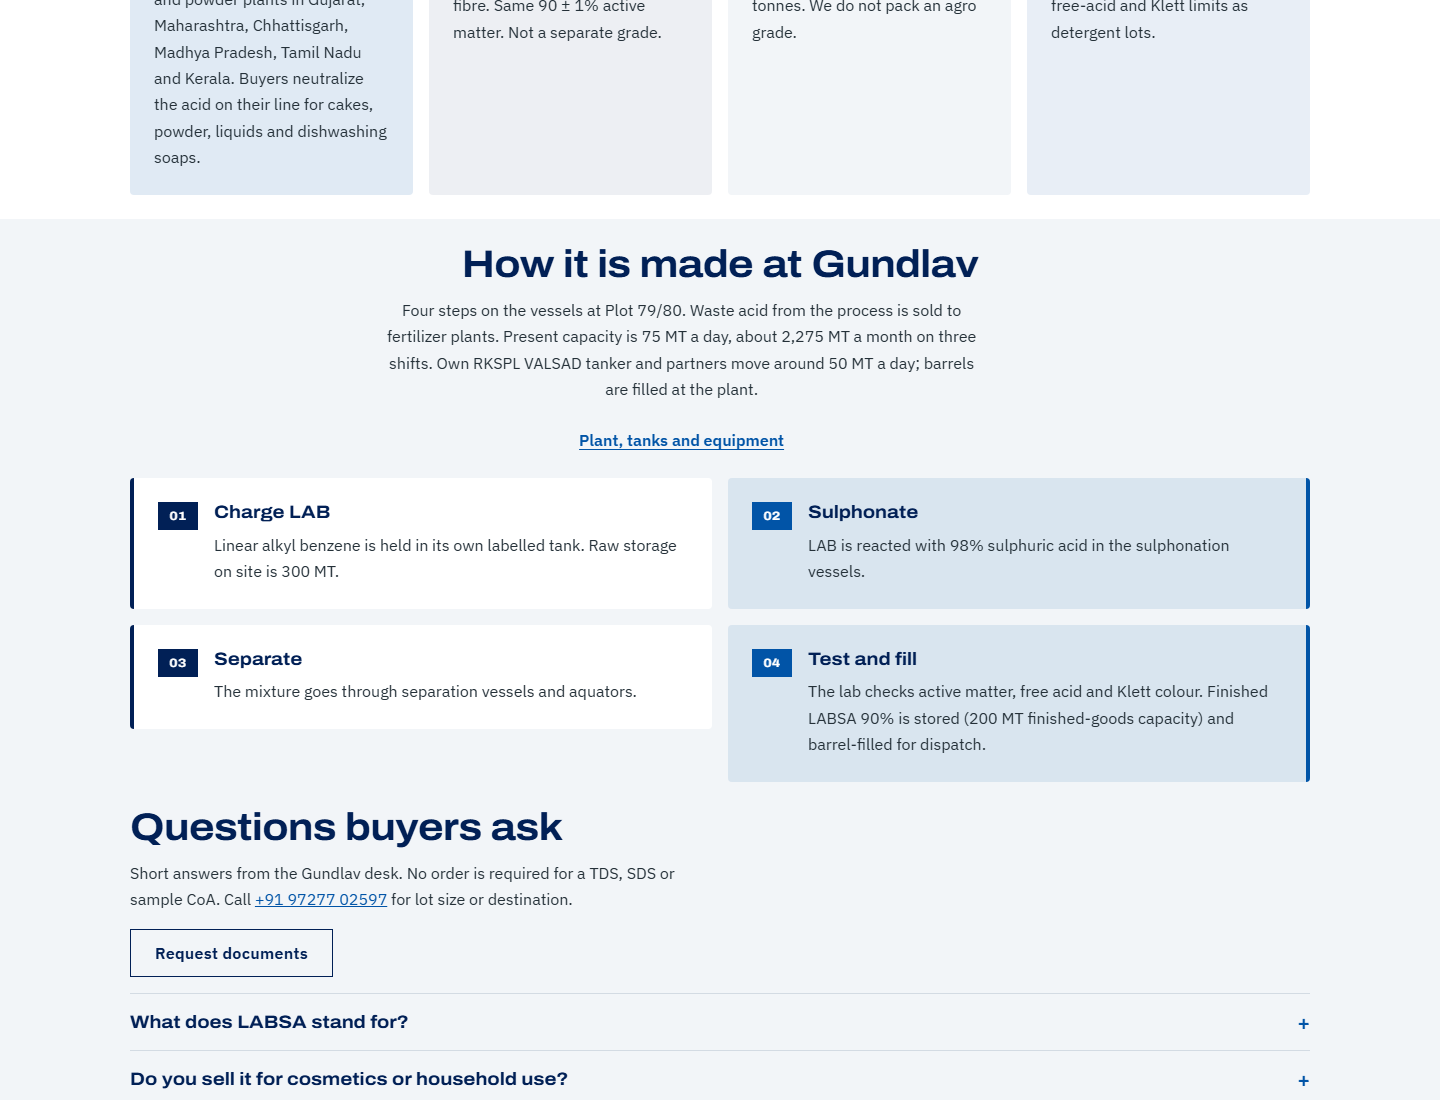 and powder plants in Gujarat,
Maharashtra, Chhattisgarh,
Madhya Pradesh, Tamil Nadu
and Kerala. Buyers neutralize
the acid on their line for cakes,
powder, liquids and dishwashing
soaps.
fibre. Same 90 ± 1% active
matter. Not a separate grade.
tonnes. We do not pack an agro
grade.
free-acid and Klett limits as
detergent lots.
How it is made at Gundlav
Four steps on the vessels at Plot 79/80. Waste acid from the process is sold to
fertilizer plants. Present capacity is 75 MT a day, about 2,275 MT a month on three
shifts. Own RKSPL VALSAD tanker and partners move around 50 MT a day; barrels
are filled at the plant.
Plant, tanks and equipment
01
Charge LAB
Linear alkyl benzene is held in its own labelled tank. Raw storage
on site is 300 MT.
02
Sulphonate
LAB is reacted with 98% sulphuric acid in the sulphonation
vessels.
03
Separate
The mixture goes through separation vessels and aquators.
04
Test and fill
The lab checks active matter, free acid and Klett colour. Finished
LABSA 90% is stored (200 MT finished-goods capacity) and
barrel-filled for dispatch.
Questions buyers ask
Short answers from the Gundlav desk. No order is required for a TDS, SDS or
sample CoA. Call +91 97277 02597 for lot size or destination.
Request documents
What does LABSA stand for? +
Do you sell it for cosmetics or household use? +